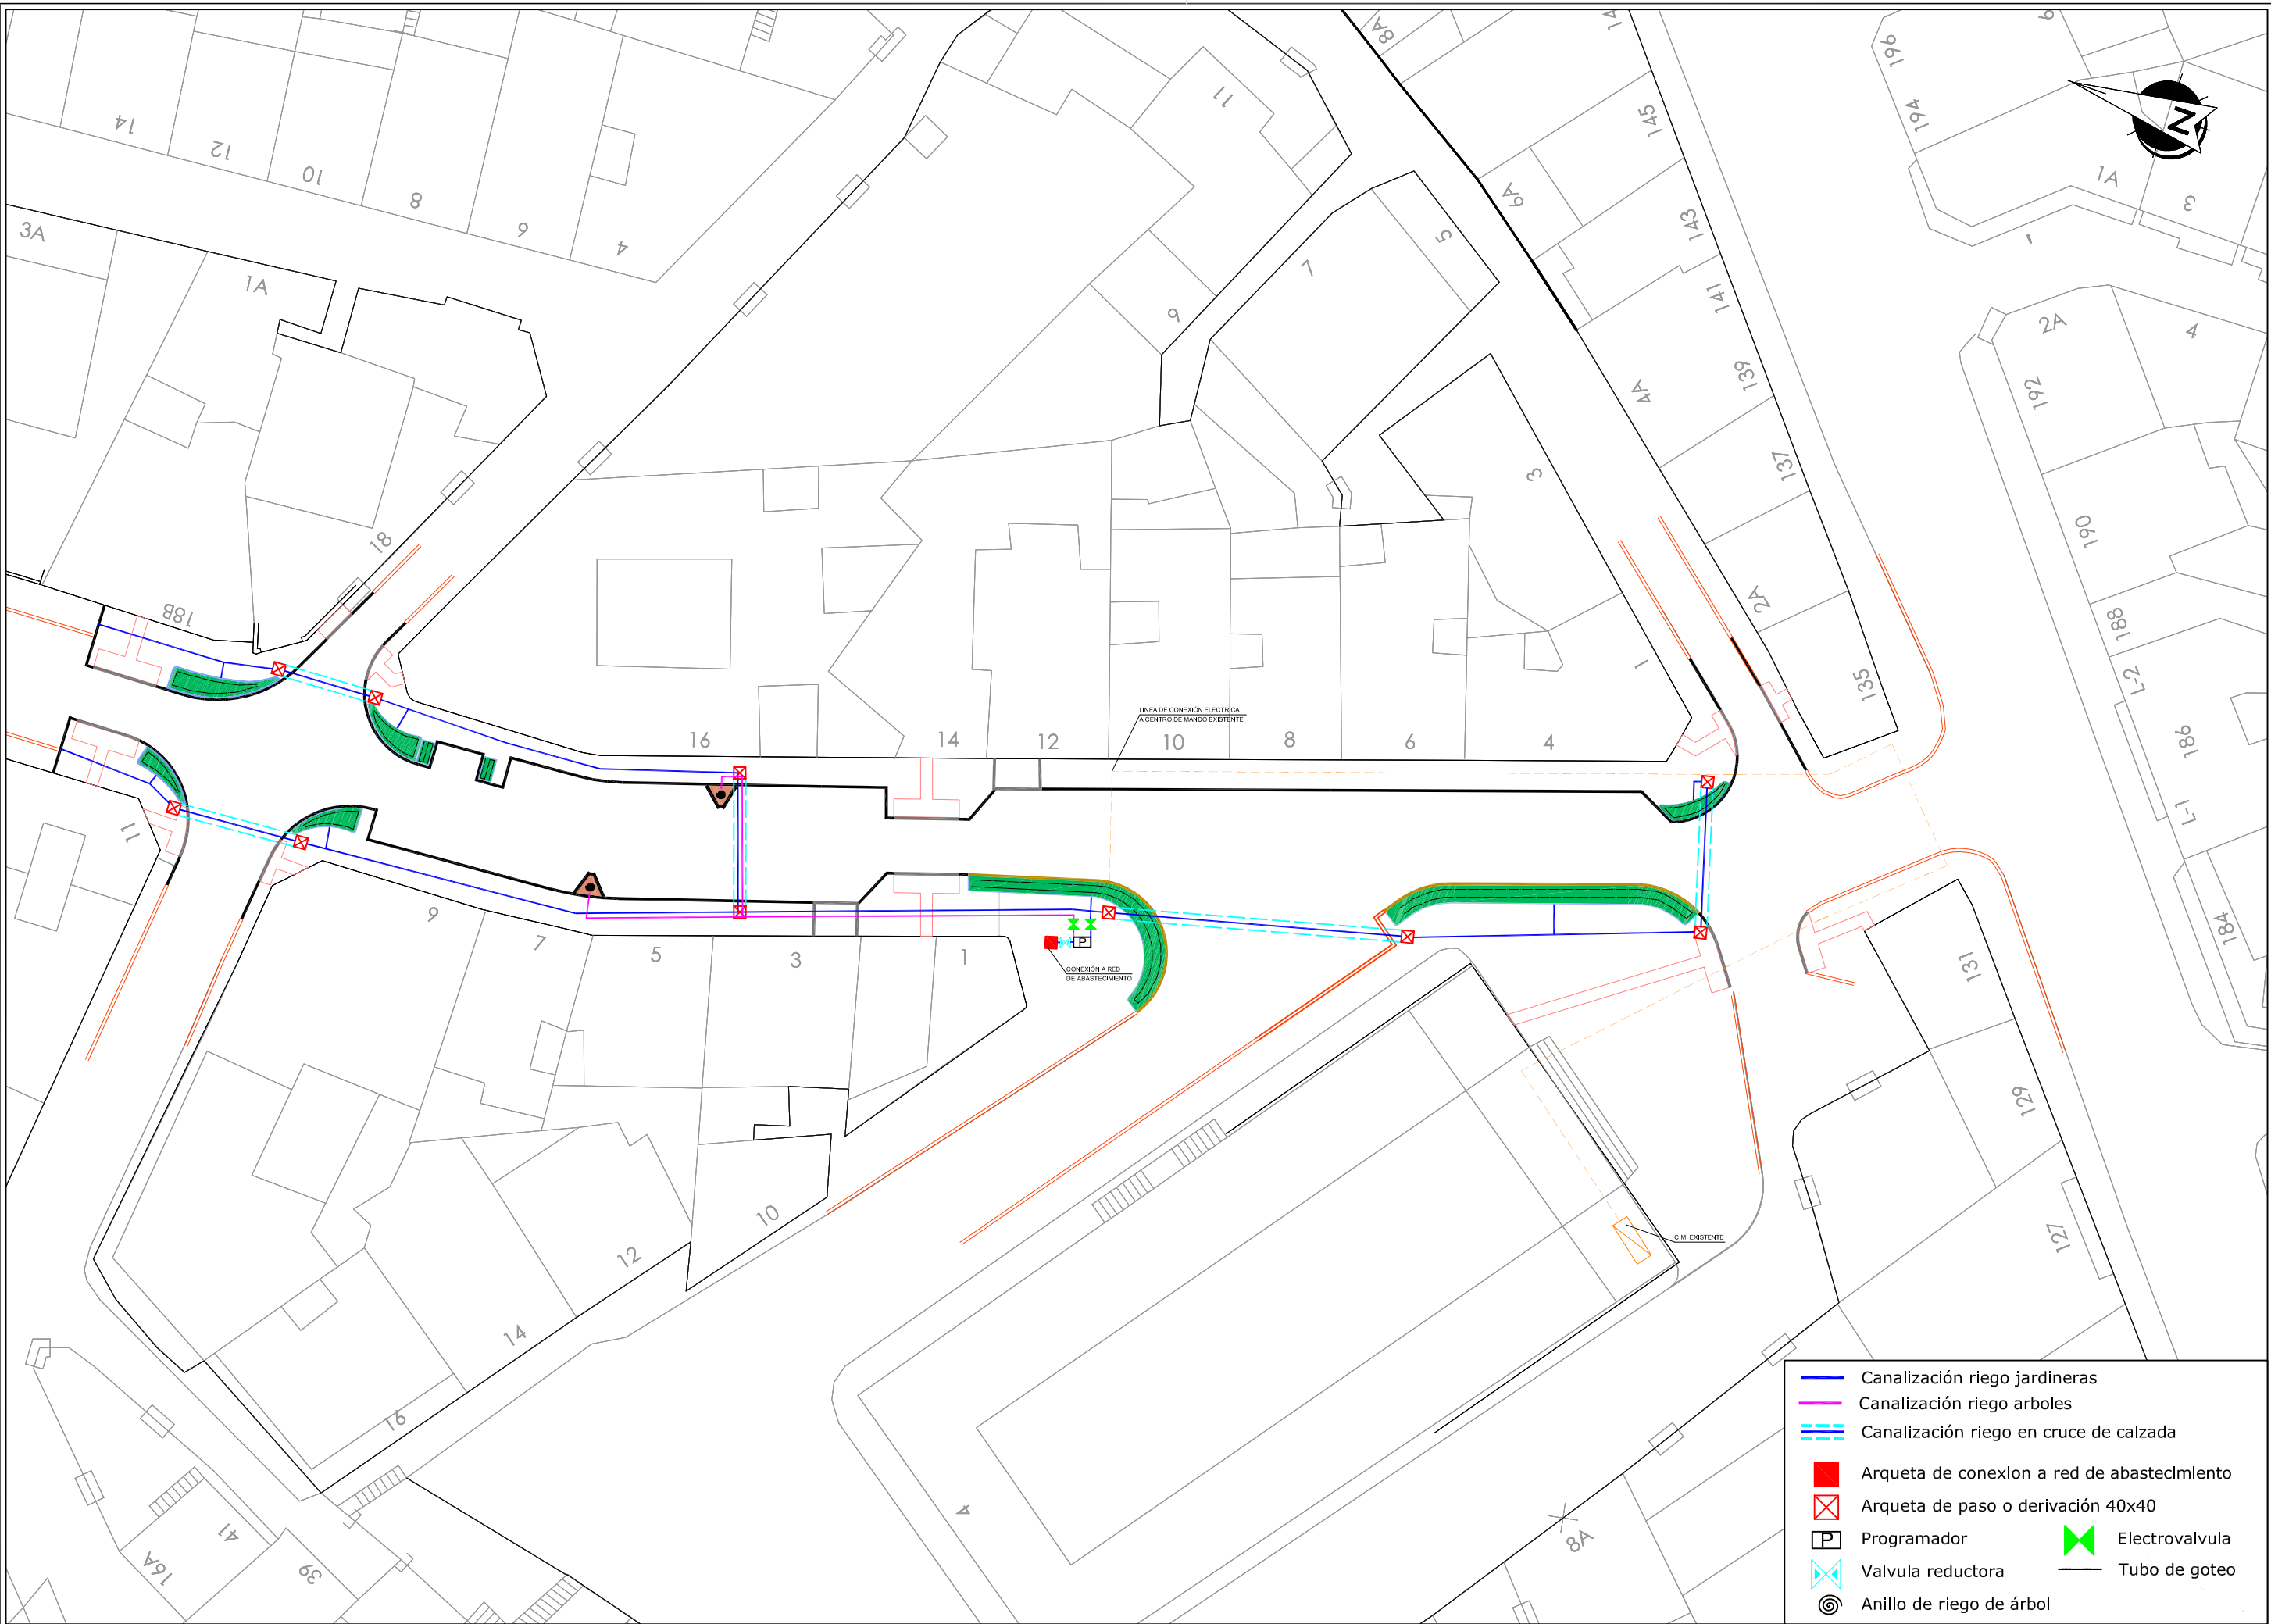 8A
14
196
9
194
N
1A
3
14
12
10
8
6
4
11
145
6A
143
3A
1A
5
7
9
141
2A
4
139
4A
192
137
3
190
18
18B
2A
188
1
135
L-2
186
LINEA DE CONEXIÓN ELECTRICA
A CENTRO DE MANDO EXISTENTE
16
14
12
10
8
6
4
L-1
11
184
9
7
5
3
1
P
CONEXIÓN A RED
DE ABASTECIMIENTO
131
129
10
12
127
C.M. EXISTENTE
14
16
4
41
16A
39
8A
Canalización riego jardineras
Canalización riego arboles
Canalización riego en cruce de calzada
Arqueta de conexion a red de abastecimiento
Arqueta de paso o derivación 40x40
P Programador Electrovalvula
Valvula reductora Tubo de goteo
Anillo de riego de árbol